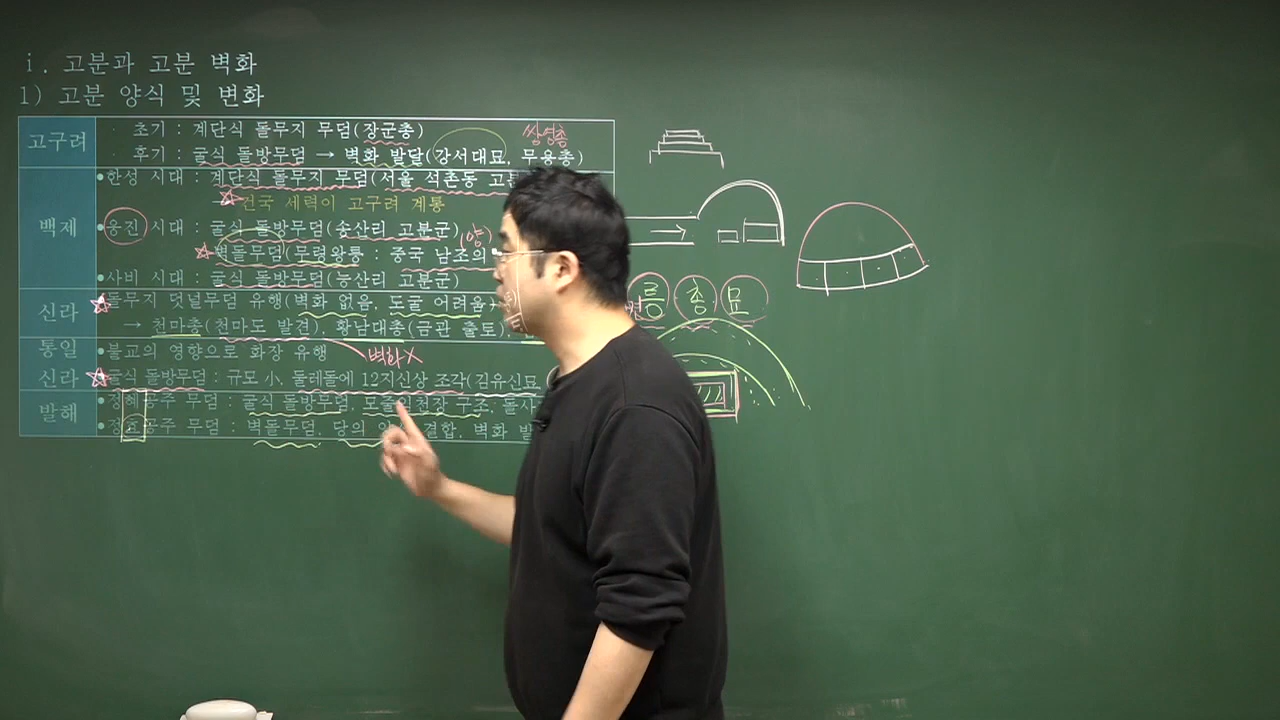 i. 고분과 고분 벽화
1) 고분 양식 및 변화
고구려
· 초기 : 계단식 돌무지 무덤(장군총)
쌍영총
· 후기 : 굴식 돌방무덤 → 벽화 발달(강서대묘, 무용총)
백제
•한성 시대 : 계단식 돌무지 무덤(서울 석촌동 고분
건국 세력이 고구려 계통
•웅진 시대 : 굴식 돌방무덤(송산리 고분군)
(양)
벽돌무덤(무령왕릉 : 중국 남조의
•사비 시대 : 굴식 돌방무덤(능산리 고분군)
신라
돌무지 덧널무덤 유행(벽화 없음, 도굴 어려움)
→ 천마총(천마도 발견), 황남대총(금관 출토),
통일
신라
•불교의 영향으로 화장 유행
벽화X
굴식 돌방무덤 : 규모 小, 둘레돌에 12지신상 조각(김유신묘
발해
•정혜공주 무덤 : 굴식 돌방무덤, 모줄임천장 구조, 돌사
•정효공주 무덤 : 벽돌무덤, 당의 결합, 벽화 발
릉 총 묘